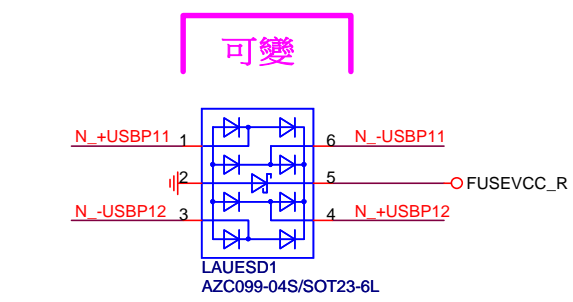 可變
N_+USBP11 1 6 N_-USBP11
2 5 FUSEVCC_R
N_-USBP12 3 4 N_+USBP12
LAUESD1
AZC099-04S/SOT23-6L